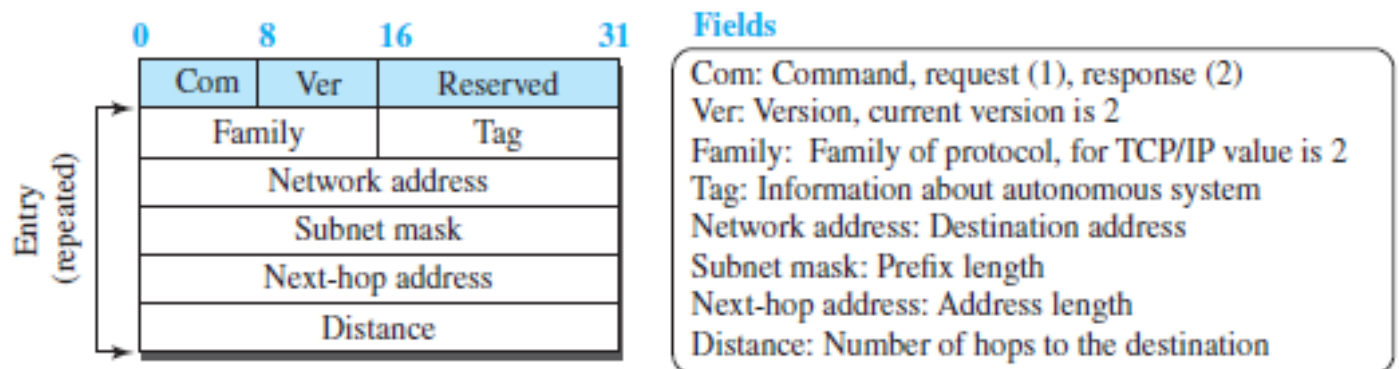 0 8 16 31
Com Ver Reserved
Family Tag
Network address
Subnet mask
Next-hop address
Distance
Entry
(repeated)
Fields
Com: Command, request (1), response (2)
Ver: Version, current version is 2
Family: Family of protocol, for TCP/IP value is 2
Tag: Information about autonomous system
Network address: Destination address
Subnet mask: Prefix length
Next-hop address: Address length
Distance: Number of hops to the destination